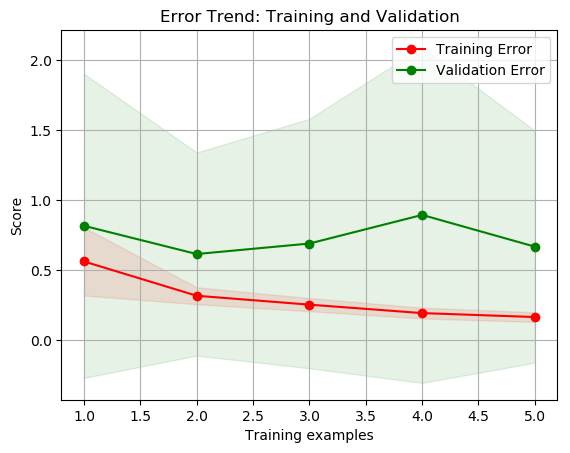 Error Trend: Training and Validation
Training Error
Validation Error
2.0
1.5
1.0
0.5
0.0
Score
1.0 1.5 2.0 2.5 3.0 3.5 4.0 4.5 5.0
Training examples